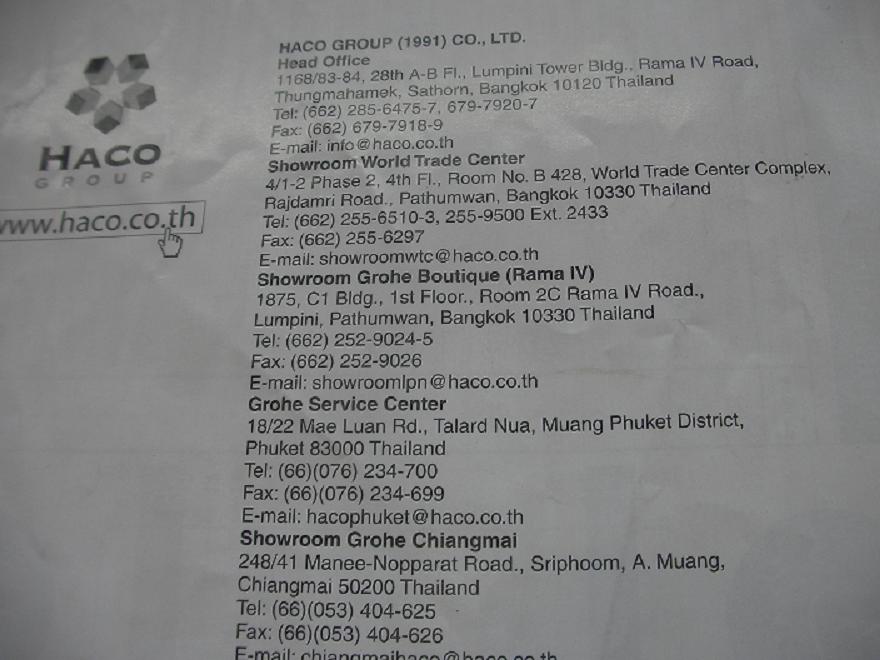 HACO GROUP (1991) CO., LTD.
Head Office
1168/83-84, 28th A-B Fl., Lumpini Tower Bldg., Rama IV Road,
Thungmahamek, Sathorn, Bangkok 10120 Thailand
Tel: (662) 285-6475-7, 679-7920-7
Fax: (662) 679-7918-9
E-mail: info@haco.co.th
HACO
GROUP
www.haco.co.th
Showroom World Trade Center
4/1-2 Phase 2, 4th Fl., Room No. B 428, World Trade Center Complex,
Rajdamri Road., Pathumwan, Bangkok 10330 Thailand
Tel: (662) 255-6510-3, 255-9500 Ext. 2433
Fax: (662) 255-6297
E-mail: showroomwtc@haco.co.th
Showroom Grohe Boutique (Rama IV)
1875, C1 Bldg., 1st Floor., Room 2C Rama IV Road.,
Lumpini, Pathumwan, Bangkok 10330 Thailand
Tel: (662) 252-9024-5
Fax: (662) 252-9026
E-mail: showroomlpn@haco.co.th
Grohe Service Center
18/22 Mae Luan Rd., Talard Nua, Muang Phuket District,
Phuket 83000 Thailand
Tel: (66)(076) 234-700
Fax: (66)(076) 234-699
E-mail: hacophuket@haco.co.th
Showroom Grohe Chiangmai
248/41 Manee-Nopparat Road., Sriphoom, A. Muang,
Chiangmai 50200 Thailand
Tel: (66)(053) 404-625
Fax: (66)(053) 404-626
E-mail: chiangmaihaco@haco.co.th